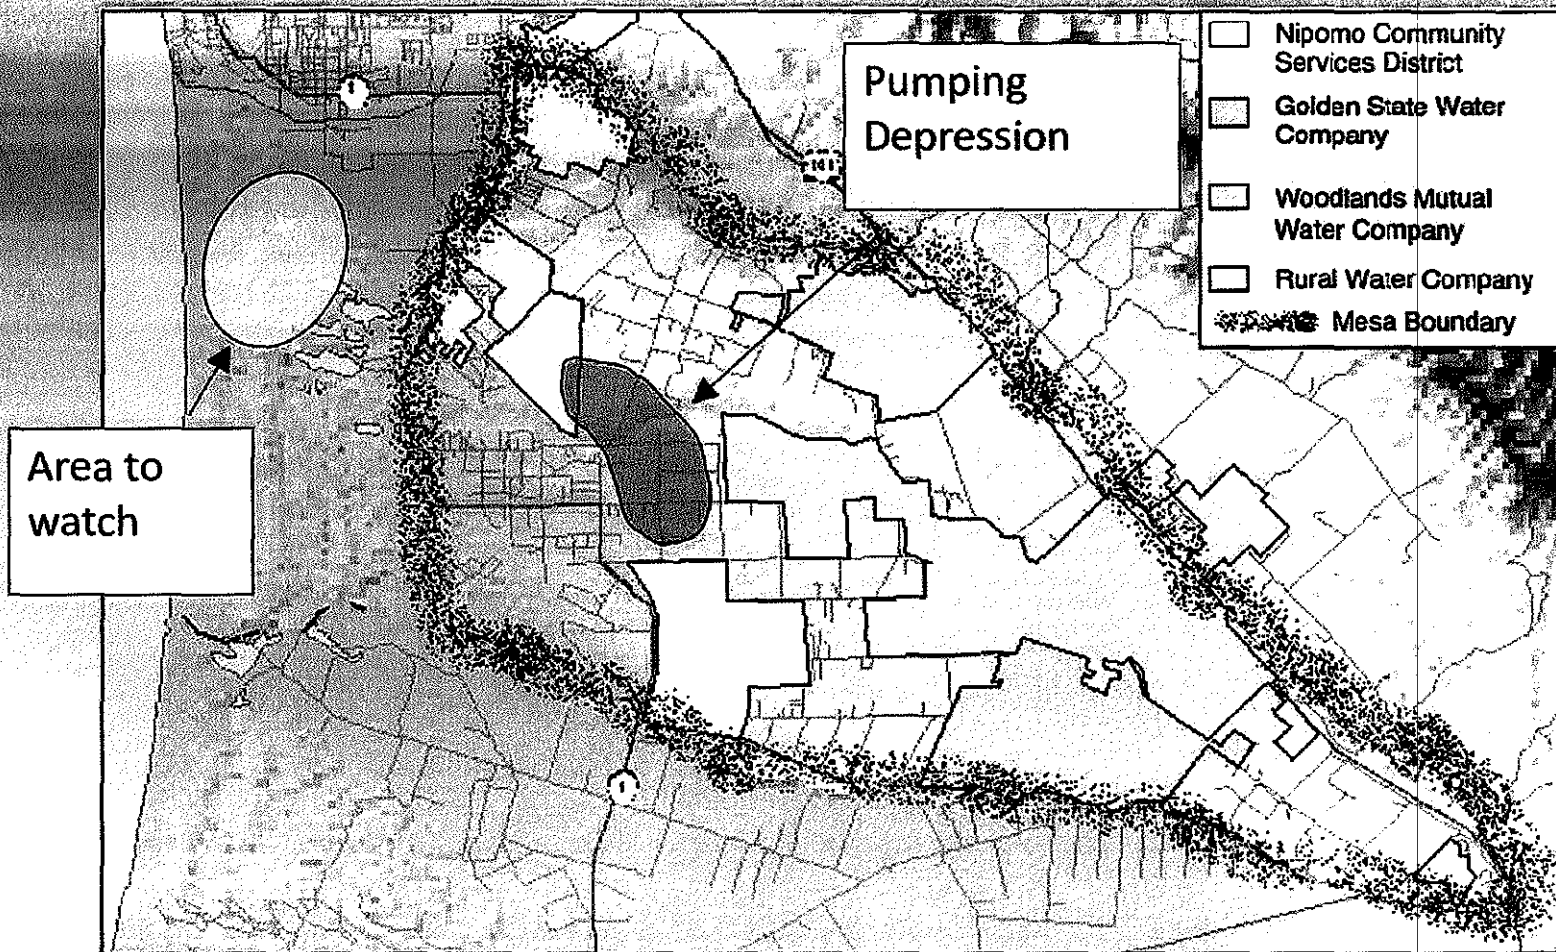 Nipomo Community
Services District
Golden State Water
Company
Woodlands Mutual
Water Company
Rural Water Company
Mesa Boundary
Pumping
Depression
Area to
watch
1
1